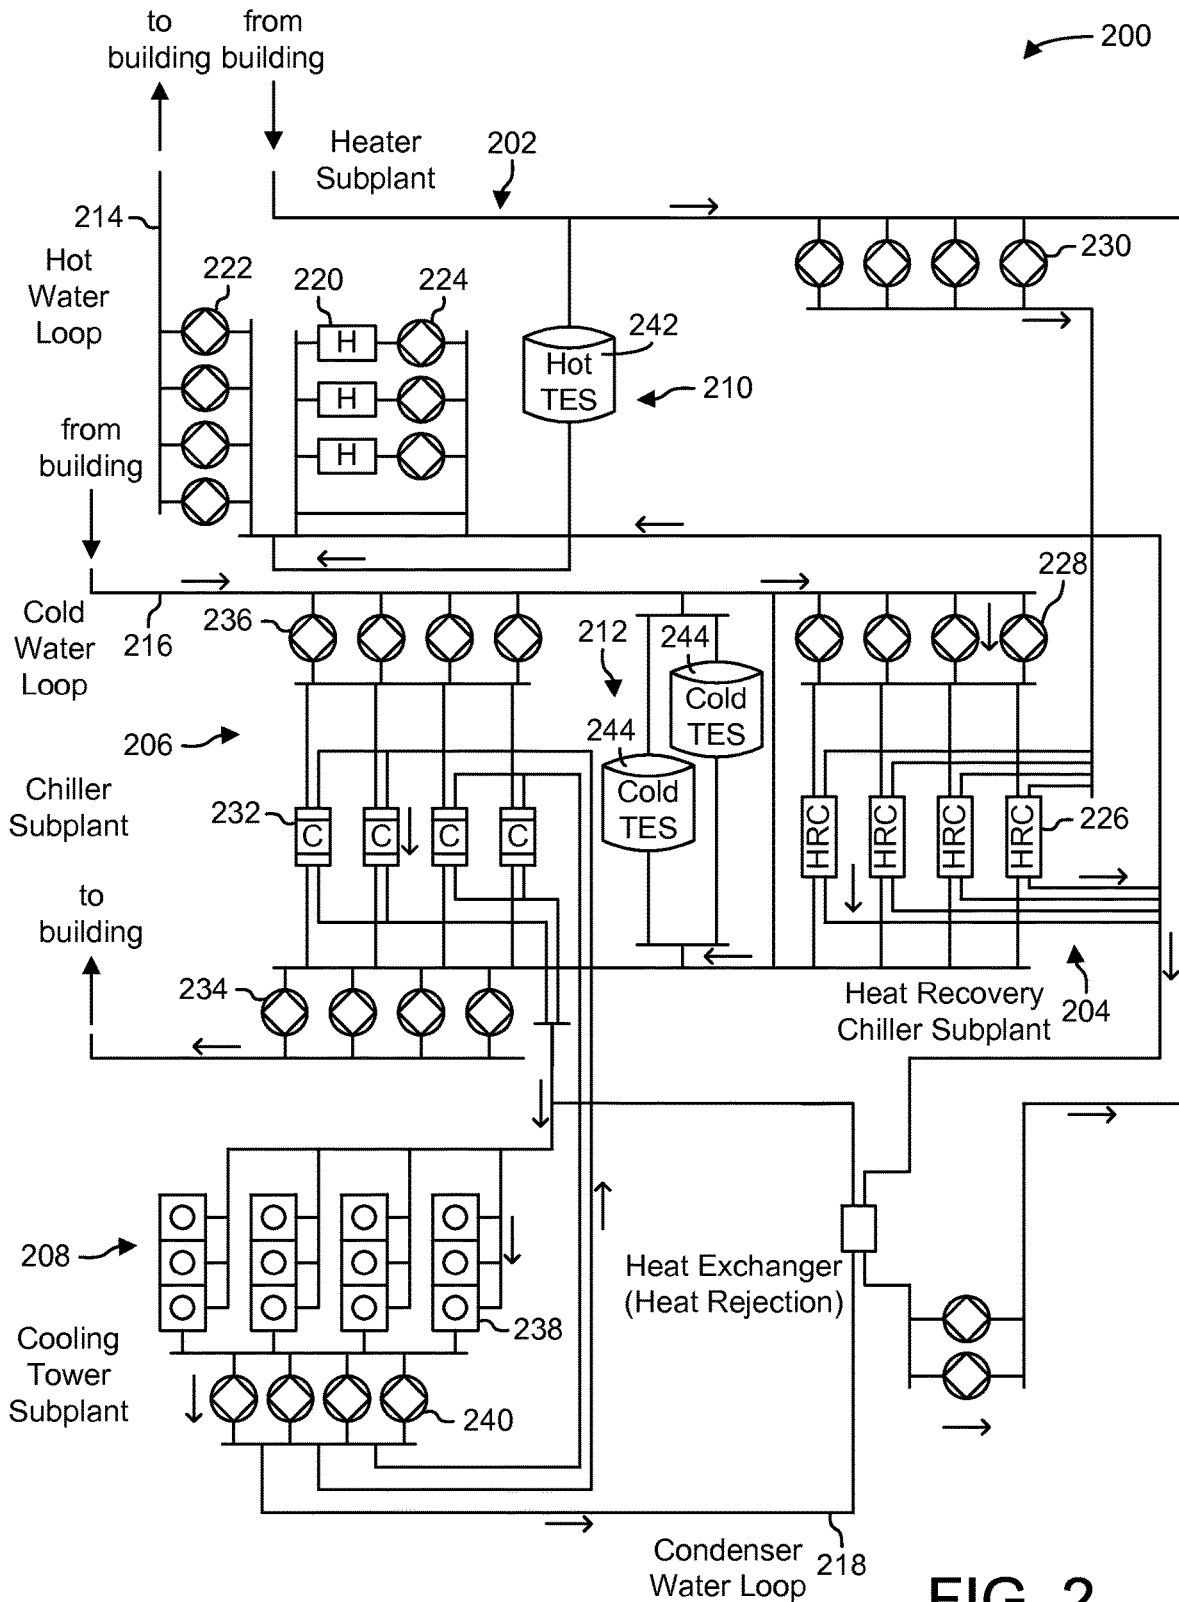 to
building
from
building
200
Heater
Subplant
202
214
Hot
Water
Loop
222
220
224
H
H
H
Hot
TES
242
210
230
from
building
Cold
Water
Loop
216
236
212
244
Cold
TES
244
Cold
TES
228
206
Chiller
Subplant
232
C
C
C
C
HRC
HRC
HRC
HRC
226
to
building
234
Heat Recovery
Chiller Subplant
204
208
Cooling
Tower
Subplant
238
240
Heat Exchanger
(Heat Rejection)
Condenser
Water Loop
218
FIG. 2